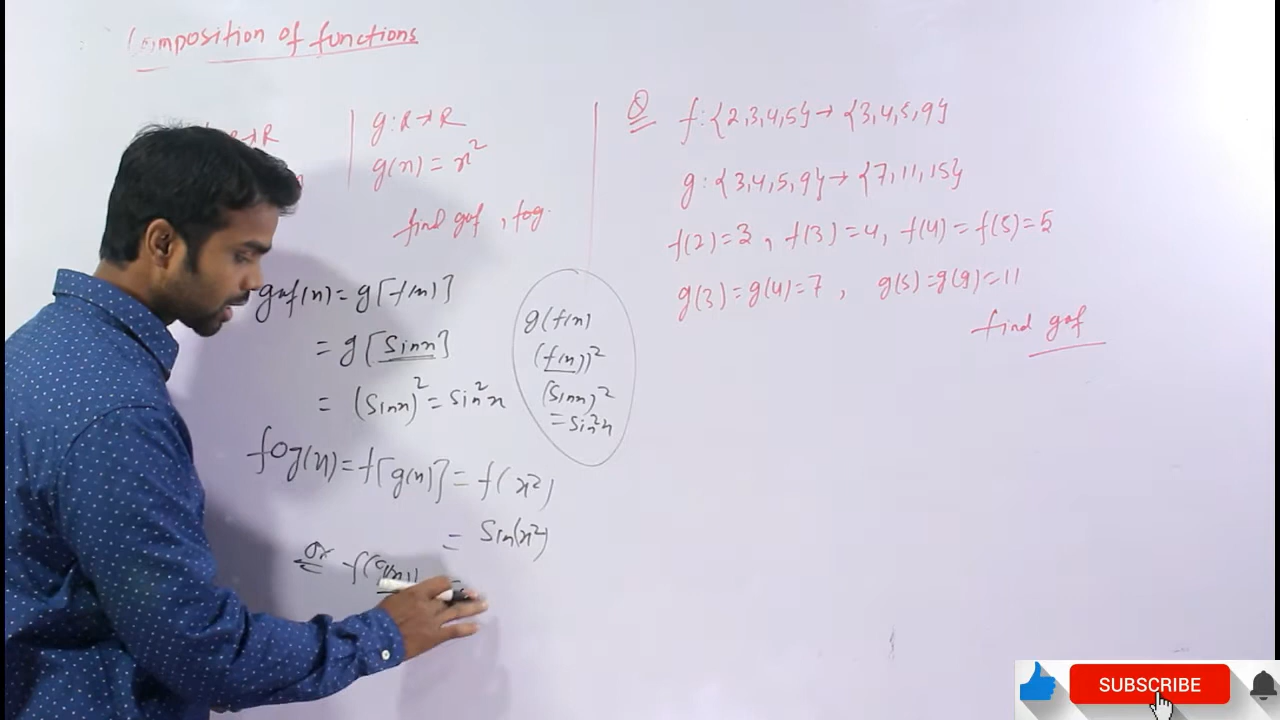 Composition of functions
R→R
g: R→R
g(x) = x²
find gof , fog.
gof(x) = g[f(x)]
= g[sinx]
= (sinx)² = sin²x
fog(x) = f[g(x)] = f(x²)
= sin(x²)
or f(g(x)) =
g(f(x))
(f(x))²
(sinx)²
= sin²x
Q f: {2,3,4,5} → {3,4,5,9}
g: {3,4,5,9} → {7,11,15}
f(2)=3 , f(3)=4, f(4)=f(5)=5
g(3)=g(4)=7 , g(5)=g(9)=11
find gof
SUBSCRIBE